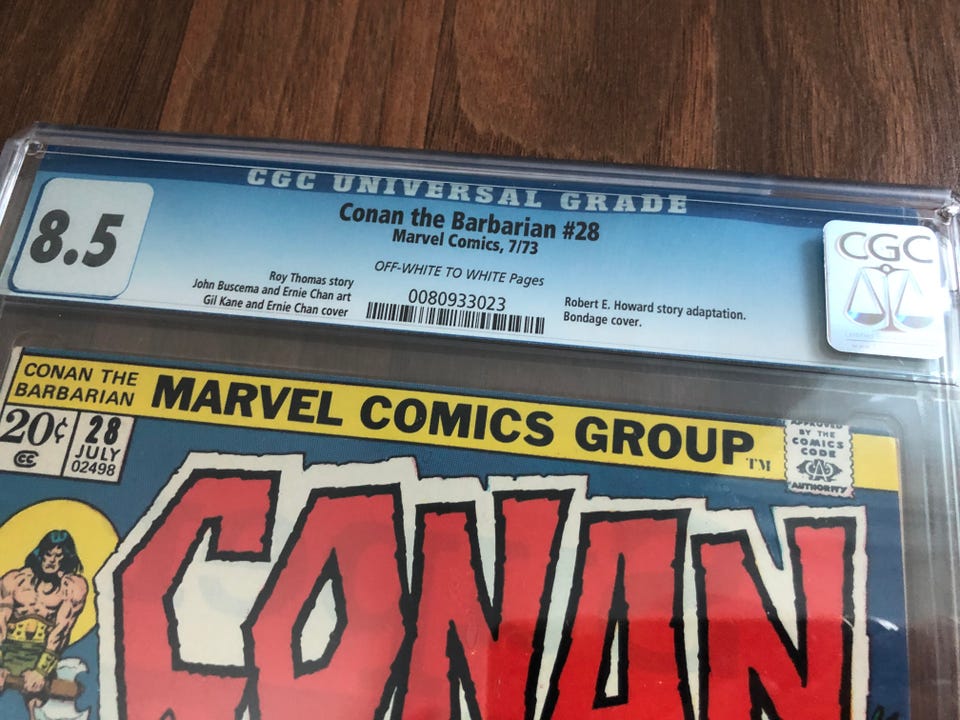 CGC UNIVERSAL GRADE
8.5
Conan the Barbarian #28
Marvel Comics, 7/73
OFF-WHITE TO WHITE Pages
Roy Thomas story
John Buscema and Ernie Chan art
Gil Kane and Ernie Chan cover
0080933023
Robert E. Howard story adaptation.
Bondage cover.
CGC
CONAN THE
BARBARIAN
MARVEL COMICS GROUP TM
20¢
CC
28
JULY
02498
APPROVED
BY THE
COMICS
CODE
CA
AUTHORITY
CONAN